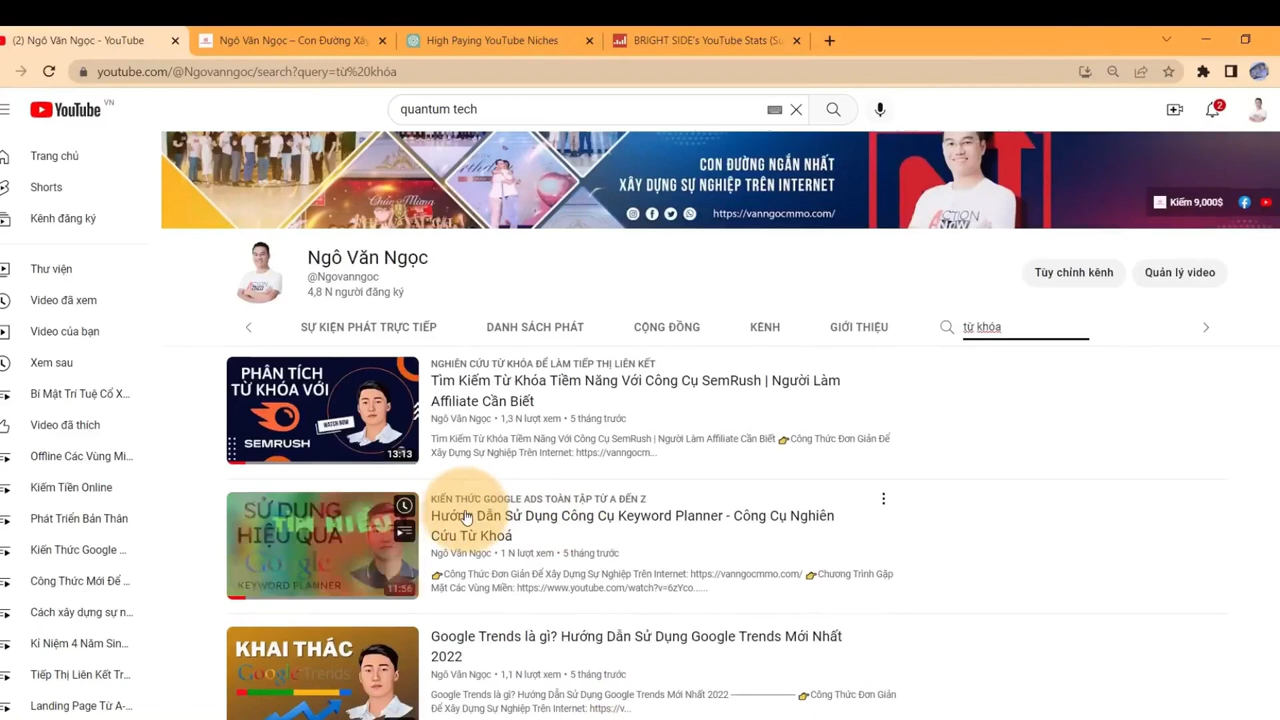 (2) Ngô Văn Ngọc - YouTube
Ngô Văn Ngọc – Con Đường Xây
High Paying YouTube Niches
BRIGHT SIDE's YouTube Stats (Su
youtube.com/@Ngovanngoc/search?query=từ%20khóa
YouTube VN
quantum tech
2
Trang chủ
Shorts
Kênh đăng ký
Thư viện
Video đã xem
Video của bạn
Xem sau
Bí Mật Trí Tuệ Cổ X...
Video đã thích
Offline Các Vùng Mi...
Kiếm Tiền Online
Phát Triển Bản Thân
Kiến Thức Google ...
Công Thức Mới Để ...
Cách xây dựng sự n...
Kỉ Niệm 4 Năm Sin...
Tiếp Thị Liên Kết Tr...
Landing Page Từ A-...
CON ĐƯỜNG NGẮN NHẤT
XÂY DỰNG SỰ NGHIỆP TRÊN INTERNET
https://vanngocmmo.com/
Kiếm 9,000$
Ngô Văn Ngọc
@Ngovanngoc
4,8 N người đăng ký
Tùy chỉnh kênh
Quản lý video
SỰ KIỆN PHÁT TRỰC TIẾP
DANH SÁCH PHÁT
CỘNG ĐỒNG
KÊNH
GIỚI THIỆU
từ khóa
PHÂN TÍCH
TỪ KHÓA VỚI
WATCH NOW
SEMRUSH
13:13
NGHIÊN CỨU TỪ KHÓA ĐỂ LÀM TIẾP THỊ LIÊN KẾT
Tìm Kiếm Từ Khóa Tiềm Năng Với Công Cụ SemRush | Người Làm
Affiliate Cần Biết
Ngô Văn Ngọc • 1,3 N lượt xem • 5 tháng trước
Tìm Kiếm Từ Khóa Tiềm Năng Với Công Cụ SemRush | Người Làm Affiliate Cần Biết 👉Công Thức Đơn Giản Để
Xây Dựng Sự Nghiệp Trên Internet: https://vanngocm...
SỬ DỤNG
HIỆU QUẢ
Google
KEYWORD PLANNER
11:56
KIẾN THỨC GOOGLE ADS TOÀN TẬP TỪ A ĐẾN Z
Hướng Dẫn Sử Dụng Công Cụ Keyword Planner - Công Cụ Nghiên
Cứu Từ Khoá
Ngô Văn Ngọc • 1 N lượt xem • 5 tháng trước
👉Công Thức Đơn Giản Để Xây Dựng Sự Nghiệp Trên Internet: https://vanngocmmo.com/ 👉Chương Trình Gặp
Mặt Các Vùng Miền: https://www.youtube.com/watch?v=6zYco......
KHAI THÁC
Google Trends
Google Trends là gì? Hướng Dẫn Sử Dụng Google Trends Mới Nhất
2022
Ngô Văn Ngọc • 1,1 N lượt xem • 5 tháng trước
Google Trends là gì? Hướng Dẫn Sử Dụng Google Trends Mới Nhất 2022 ––––––––––– 👉Công Thức Đơn Giản
Để Xây Dựng Sự Nghiệp Trên Internet: https://v...